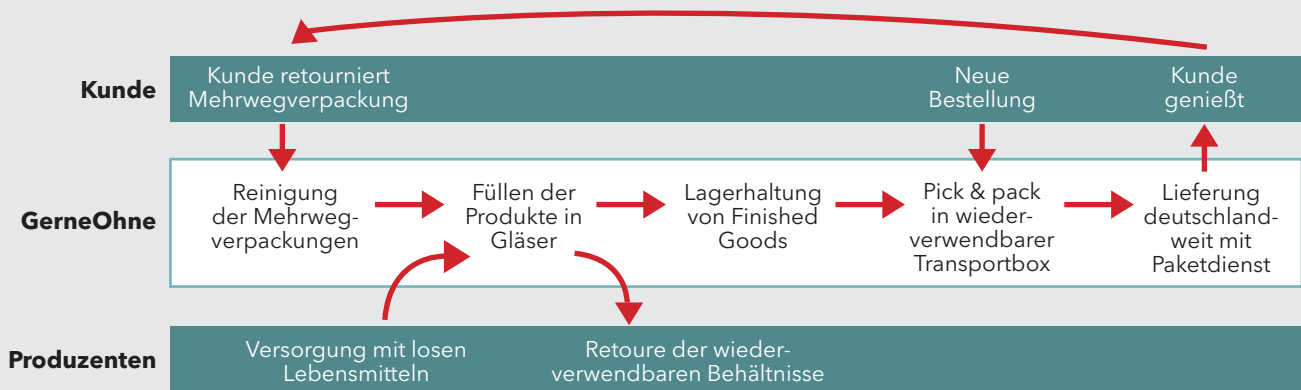 Kunde
Kunde retourniert
Mehrwegverpackung
Neue
Bestellung
Kunde
genießt
GerneOhne
Reinigung
der Mehrweg-
verpackungen
Füllen der
Produkte in
Gläser
Lagerhaltung
von Finished
Goods
Pick & pack
in wieder-
verwendbarer
Transportbox
Lieferung
deutschland-
weit mit
Paketdienst
Produzenten
Versorgung mit losen
Lebensmitteln
Retoure der wieder-
verwendbaren Behältnisse